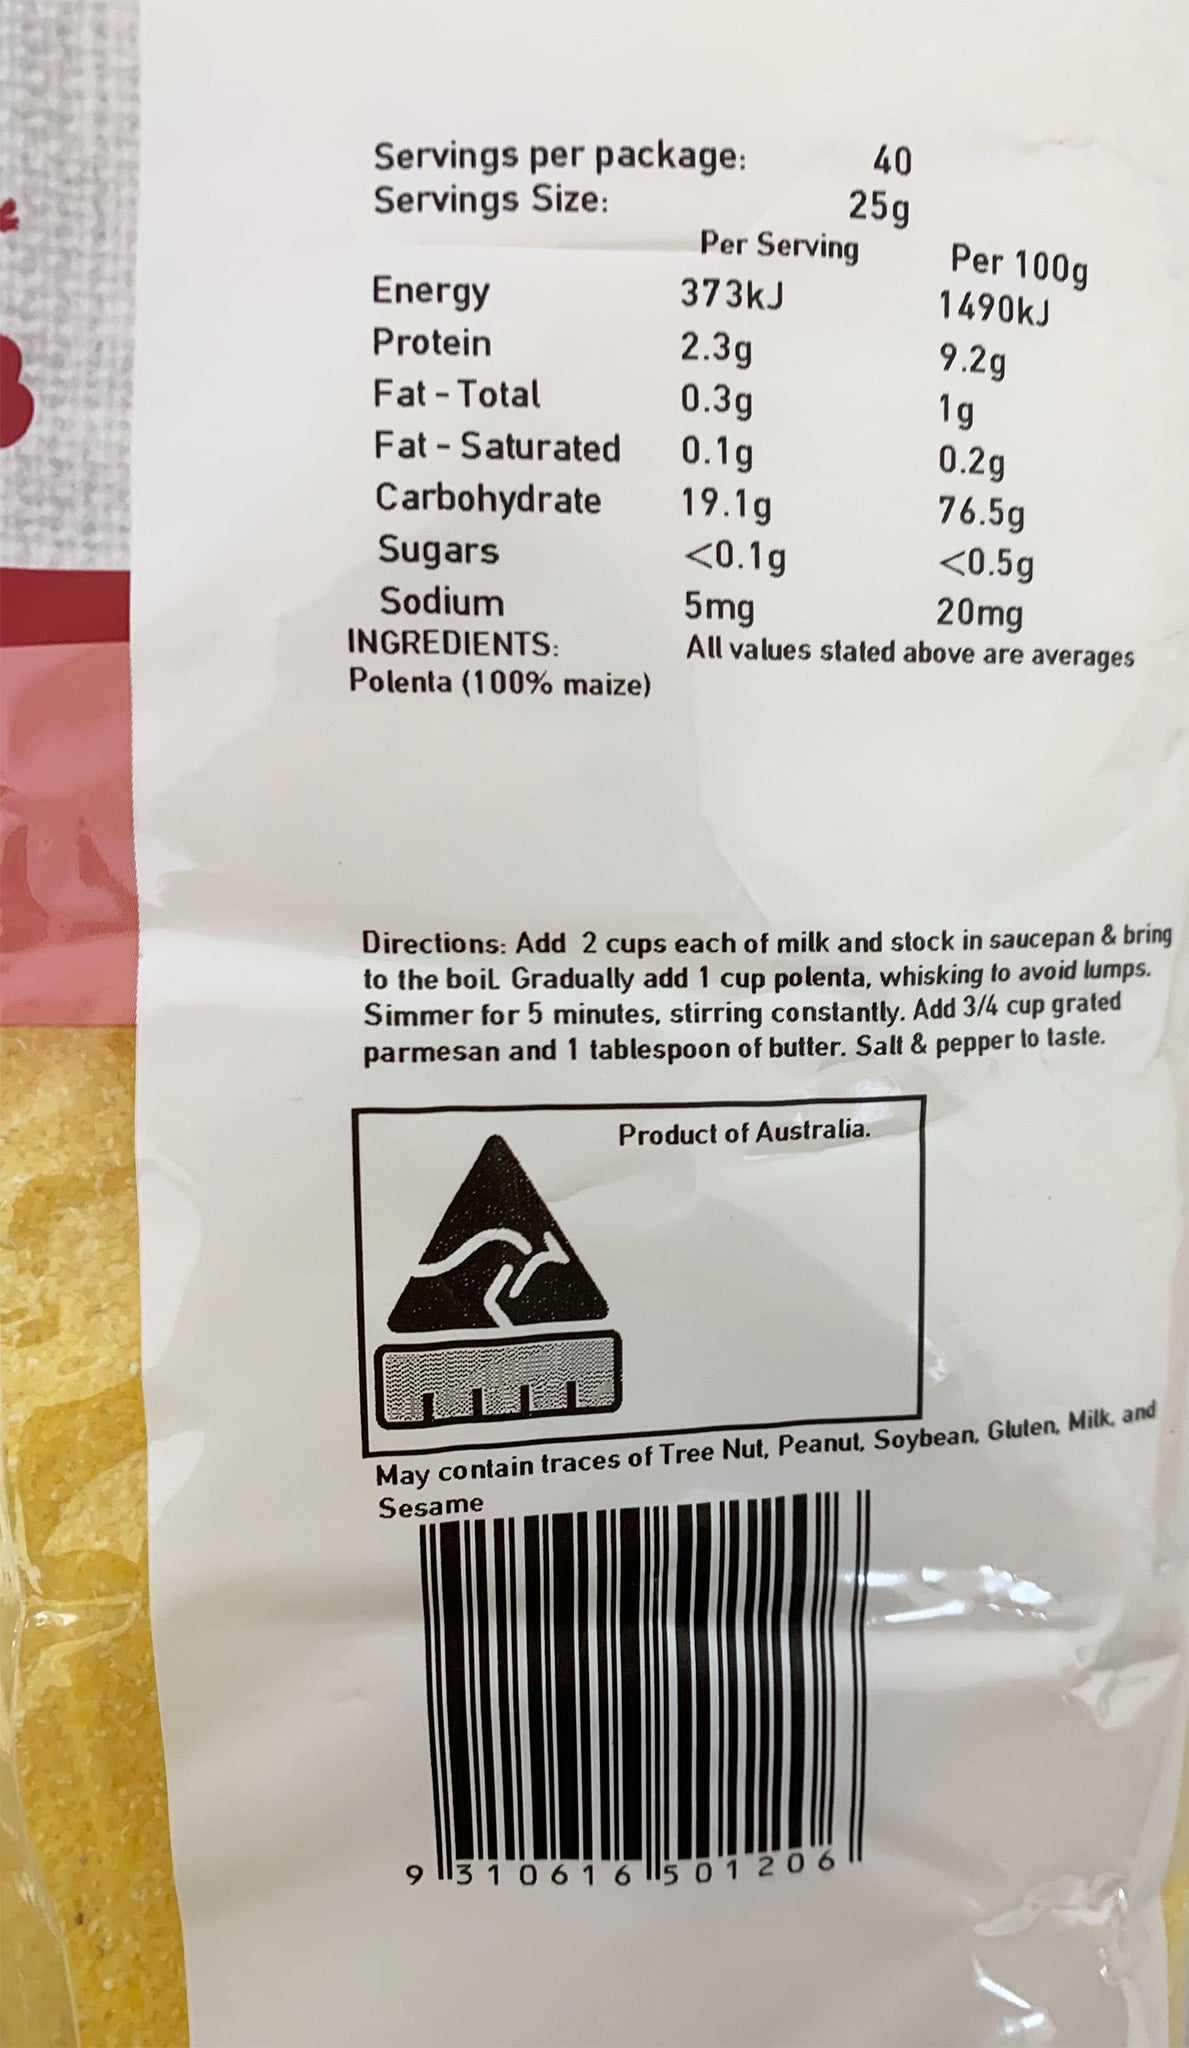 Servings per package: 40
Servings Size: 25g
Per Serving Per 100g
Energy 373kJ 1490kJ
Protein 2.3g 9.2g
Fat - Total 0.3g 1g
Fat - Saturated 0.1g 0.2g
Carbohydrate 19.1g 76.5g
Sugars <0.1g <0.5g
Sodium 5mg 20mg
INGREDIENTS: All values stated above are averages
Polenta (100% maize)
Directions: Add 2 cups each of milk and stock in saucepan & bring
to the boil. Gradually add 1 cup polenta, whisking to avoid lumps.
Simmer for 5 minutes, stirring constantly. Add 3/4 cup grated
parmesan and 1 tablespoon of butter. Salt & pepper to taste.
Product of Australia.
May contain traces of Tree Nut, Peanut, Soybean, Gluten, Milk, and
Sesame
9 310616 501206